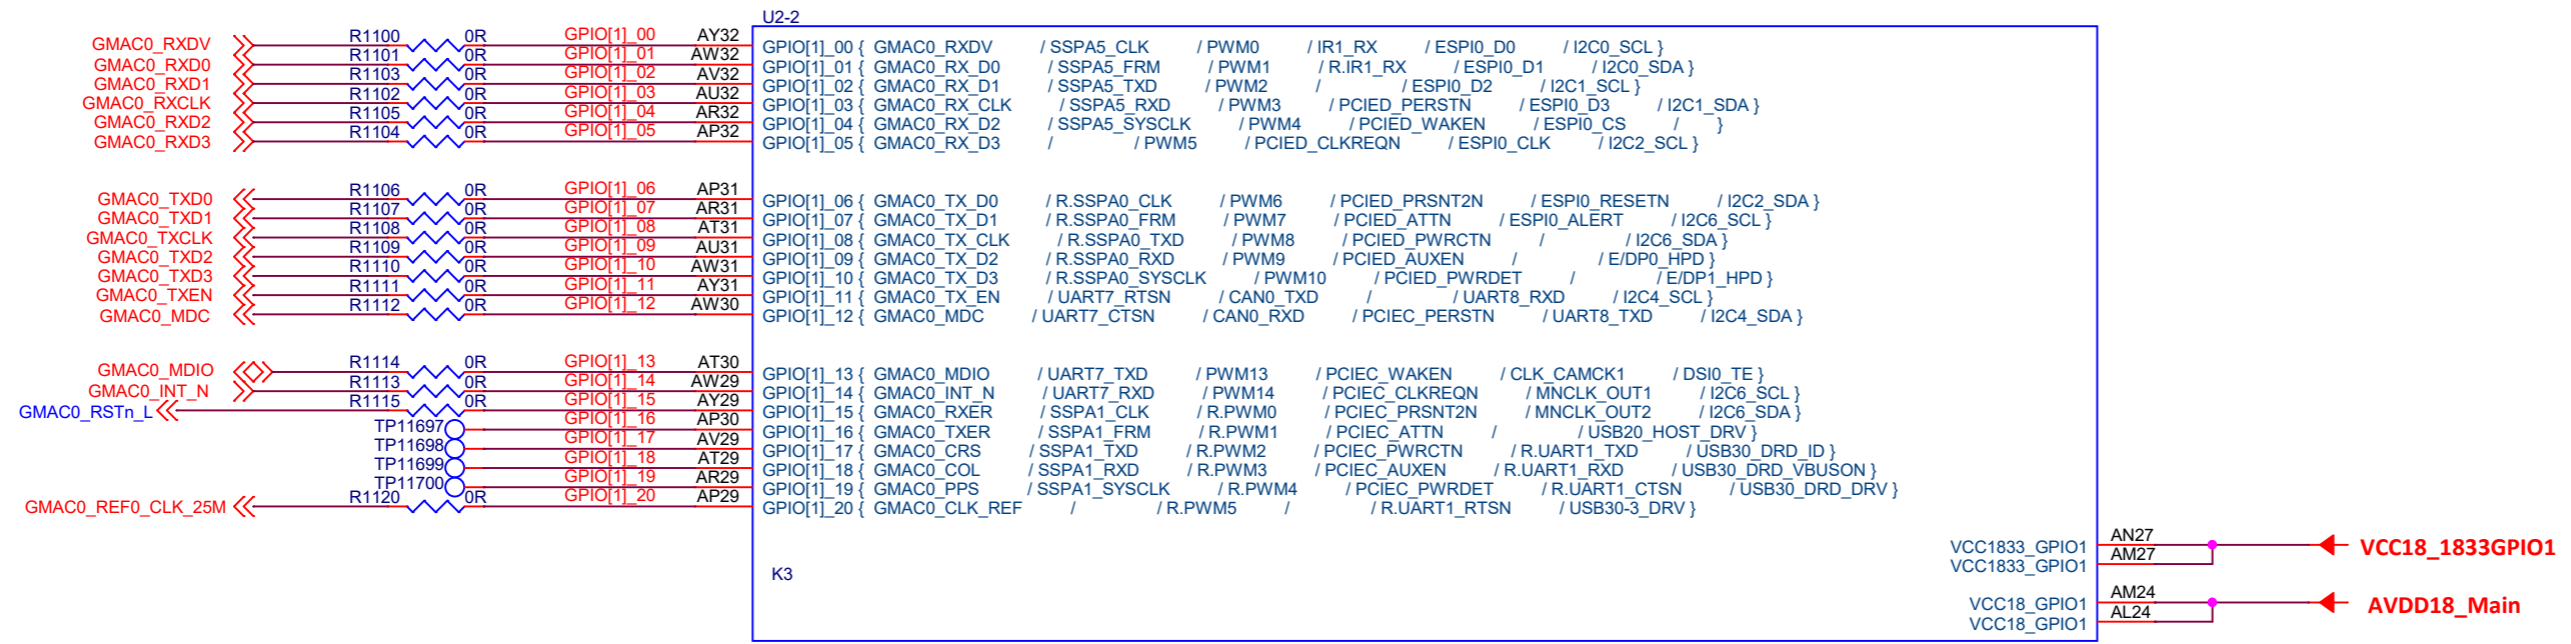 U2-2
GMAC0_RXDV R1100 0R GPIO[1]_00 AY32 GPIO[1]_00 { GMAC0_RXDV / SSPA5_CLK / PWM0 / IR1_RX / ESPI0_D0 / I2C0_SCL }
GMAC0_RXD0 R1101 0R GPIO[1]_01 AW32 GPIO[1]_01 { GMAC0_RX_D0 / SSPA5_FRM / PWM1 / R.IR1_RX / ESPI0_D1 / I2C0_SDA }
GMAC0_RXD1 R1103 0R GPIO[1]_02 AV32 GPIO[1]_02 { GMAC0_RX_D1 / SSPA5_TXD / PWM2 / / ESPI0_D2 / I2C1_SCL }
GMAC0_RXCLK R1102 0R GPIO[1]_03 AU32 GPIO[1]_03 { GMAC0_RX_CLK / SSPA5_RXD / PWM3 / PCIED_PERSTN / ESPI0_D3 / I2C1_SDA }
GMAC0_RXD2 R1105 0R GPIO[1]_04 AR32 GPIO[1]_04 { GMAC0_RX_D2 / SSPA5_SYSCLK / PWM4 / PCIED_WAKEN / ESPI0_CS / }
GMAC0_RXD3 R1104 0R GPIO[1]_05 AP32 GPIO[1]_05 { GMAC0_RX_D3 / / PWM5 / PCIED_CLKREQN / ESPI0_CLK / I2C2_SCL }
GMAC0_TXD0 R1106 0R GPIO[1]_06 AP31 GPIO[1]_06 { GMAC0_TX_D0 / R.SSPA0_CLK / PWM6 / PCIED_PRSNT2N / ESPI0_RESETN / I2C2_SDA }
GMAC0_TXD1 R1107 0R GPIO[1]_07 AR31 GPIO[1]_07 { GMAC0_TX_D1 / R.SSPA0_FRM / PWM7 / PCIED_ATTN / ESPI0_ALERT / I2C6_SCL }
GMAC0_TXCLK R1108 0R GPIO[1]_08 AT31 GPIO[1]_08 { GMAC0_TX_CLK / R.SSPA0_TXD / PWM8 / PCIED_PWRCTN / / I2C6_SDA }
GMAC0_TXD2 R1109 0R GPIO[1]_09 AU31 GPIO[1]_09 { GMAC0_TX_D2 / R.SSPA0_RXD / PWM9 / PCIED_AUXEN / / E/DP0_HPD }
GMAC0_TXD3 R1110 0R GPIO[1]_10 AW31 GPIO[1]_10 { GMAC0_TX_D3 / R.SSPA0_SYSCLK / PWM10 / PCIED_PWRDET / / E/DP1_HPD }
GMAC0_TXEN R1111 0R GPIO[1]_11 AY31 GPIO[1]_11 { GMAC0_TX_EN / UART7_RTSN / CAN0_TXD / / UART8_RXD / I2C4_SCL }
GMAC0_MDC R1112 0R GPIO[1]_12 AW30 GPIO[1]_12 { GMAC0_MDC / UART7_CTSN / CAN0_RXD / PCIEC_PERSTN / UART8_TXD / I2C4_SDA }
GMAC0_MDIO R1114 0R GPIO[1]_13 AT30 GPIO[1]_13 { GMAC0_MDIO / UART7_TXD / PWM13 / PCIEC_WAKEN / CLK_CAMCK1 / DSI0_TE }
GMAC0_INT_N R1113 0R GPIO[1]_14 AW29 GPIO[1]_14 { GMAC0_INT_N / UART7_RXD / PWM14 / PCIEC_CLKREQN / MNCLK_OUT1 / I2C6_SCL }
GMAC0_RSTn_L R1115 0R GPIO[1]_15 AY29 GPIO[1]_15 { GMAC0_RXER / SSPA1_CLK / R.PWM0 / PCIEC_PRSNT2N / MNCLK_OUT2 / I2C6_SDA }
TP11697 GPIO[1]_16 AP30 GPIO[1]_16 { GMAC0_TXER / SSPA1_FRM / R.PWM1 / PCIEC_ATTN / / USB20_HOST_DRV }
TP11698 GPIO[1]_17 AV29 GPIO[1]_17 { GMAC0_CRS / SSPA1_TXD / R.PWM2 / PCIEC_PWRCTN / R.UART1_TXD / USB30_DRD_ID }
TP11699 GPIO[1]_18 AT29 GPIO[1]_18 { GMAC0_COL / SSPA1_RXD / R.PWM3 / PCIEC_AUXEN / R.UART1_RXD / USB30_DRD_VBUSON }
TP11700 GPIO[1]_19 AR29 GPIO[1]_19 { GMAC0_PPS / SSPA1_SYSCLK / R.PWM4 / PCIEC_PWRDET / R.UART1_CTSN / USB30_DRD_DRV }
GMAC0_REF0_CLK_25M R1120 0R GPIO[1]_20 AP29 GPIO[1]_20 { GMAC0_CLK_REF / / R.PWM5 / / R.UART1_RTSN / USB30-3_DRV }
VCC1833_GPIO1 AN27 VCC18_1833GPIO1
VCC1833_GPIO1 AM27
K3
VCC18_GPIO1 AM24 AVDD18_Main
VCC18_GPIO1 AL24